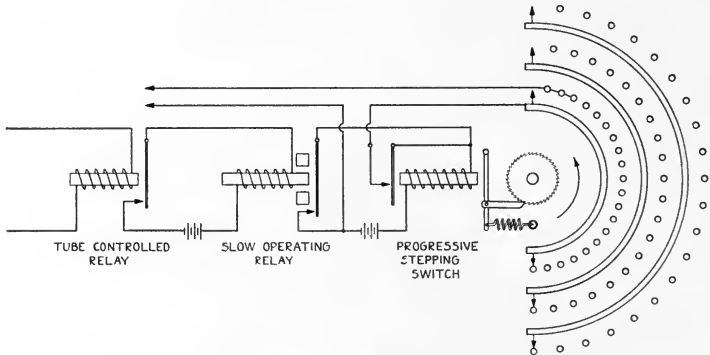 TUBE CONTROLLED
RELAY
SLOW OPERATING
RELAY
PROGRESSIVE
STEPPING
SWITCH